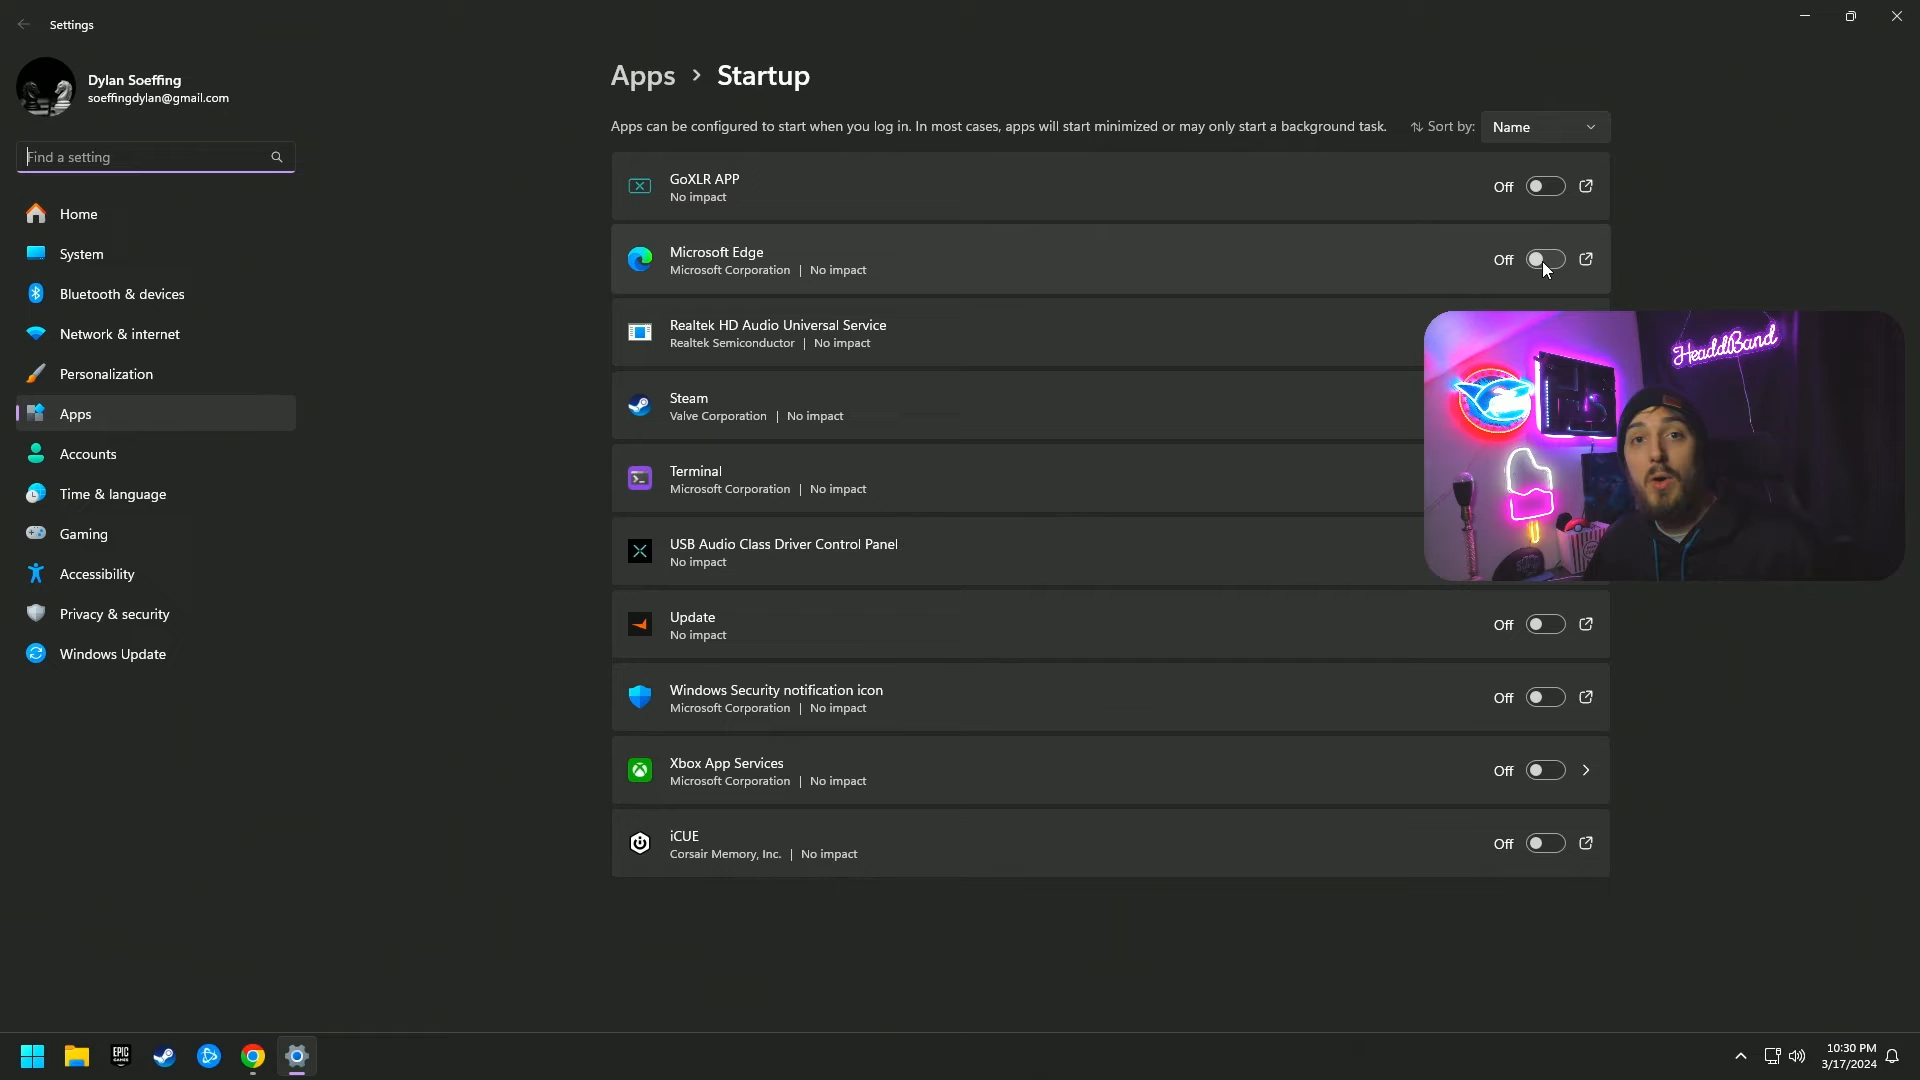 Settings
Dylan Soeffing
soeffingdylan@gmail.com
Find a setting
Home
System
Bluetooth & devices
Network & internet
Personalization
Apps
Accounts
Time & language
Gaming
Accessibility
Privacy & security
Windows Update
Apps > Startup
Apps can be configured to start when you log in. In most cases, apps will start minimized or may only start a background task.
Sort by: Name
GoXLR APP
No impact
Off
Microsoft Edge
Microsoft Corporation | No impact
Off
Realtek HD Audio Universal Service
Realtek Semiconductor | No impact
Steam
Valve Corporation | No impact
Terminal
Microsoft Corporation | No impact
USB Audio Class Driver Control Panel
No impact
Update
No impact
Off
Windows Security notification icon
Microsoft Corporation | No impact
Off
Xbox App Services
Microsoft Corporation | No impact
Off
iCUE
Corsair Memory, Inc. | No impact
Off
HeaddBand
EPIC
GAMES
10:30 PM
3/17/2024